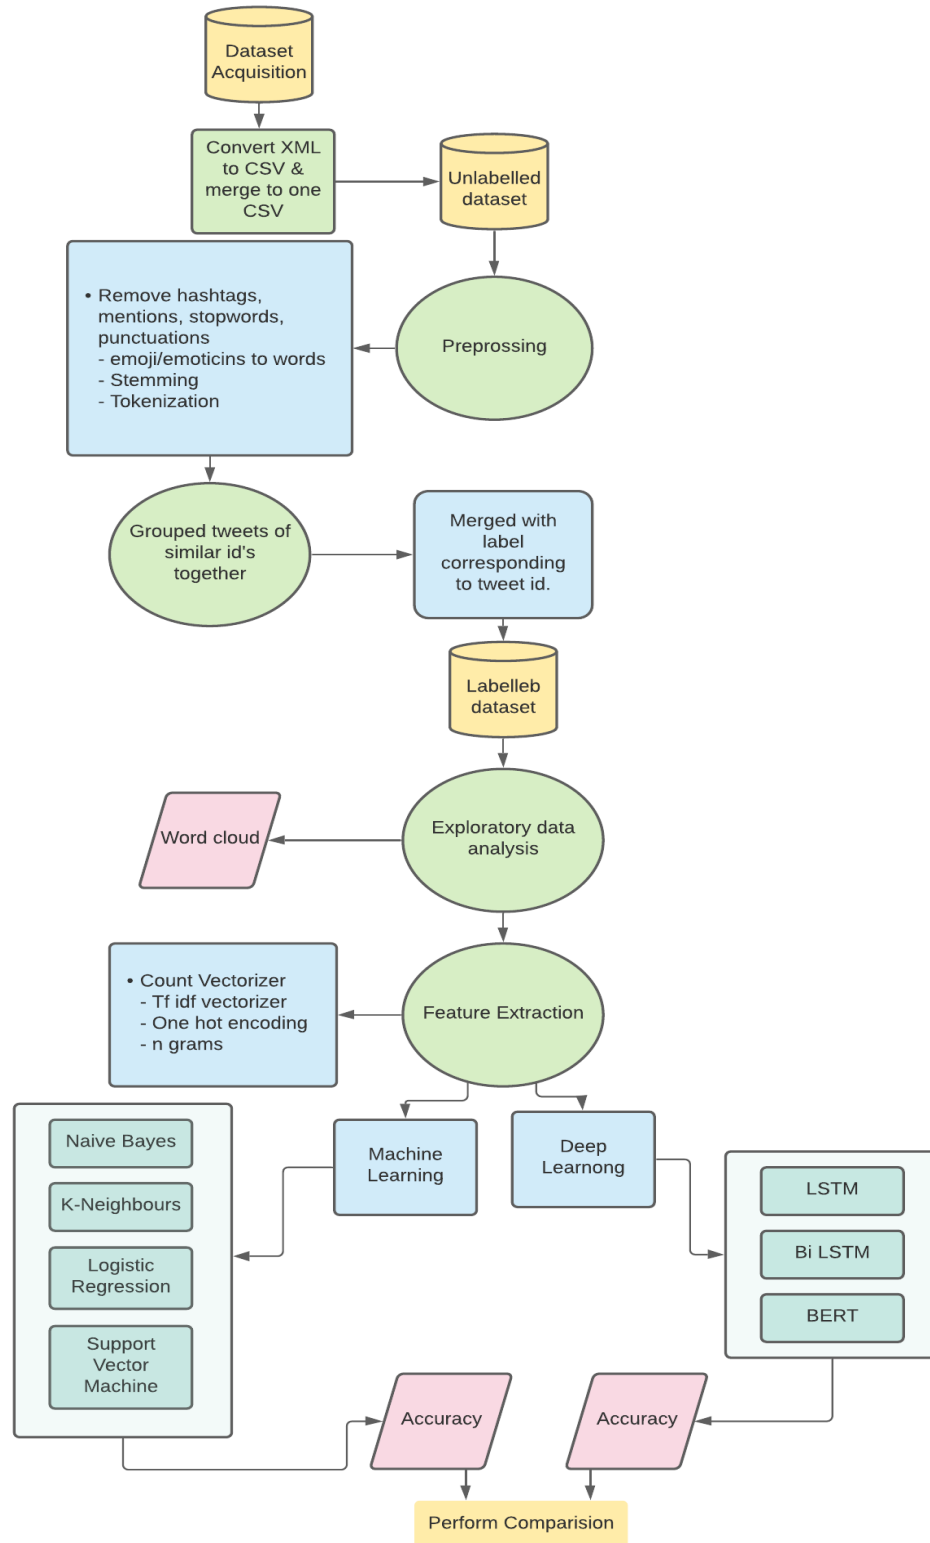 Dataset
Acquisition
Convert XML
to CSV &
merge to one
CSV
Unlabelled
dataset
Preprossing
• Remove hashtags,
mentions, stopwords,
punctuations
- emoji/emoticins to words
- Stemming
- Tokenization
Grouped tweets of
similar id's
together
Merged with
label
corresponding
to tweet id.
Labelleb
dataset
Exploratory data
analysis
Word cloud
Feature Extraction
• Count Vectorizer
- Tf idf vectorizer
- One hot encoding
- n grams
Machine
Learning
Deep
Learnong
Naive Bayes
K-Neighbours
Logistic
Regression
Support
Vector
Machine
LSTM
Bi LSTM
BERT
Accuracy
Accuracy
Perform Comparision